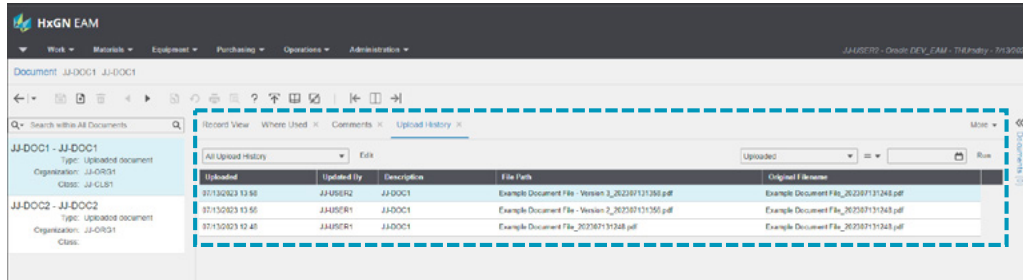 HxGN EAM
Work Materials Equipment Purchasing Operations Administration
JJ-USER2 - Oracle DEV_EAM - THUrsday - 7/13/202
Document JJ-DOC1 JJ-DOC1
Search within All Documents
JJ-DOC1 - JJ-DOC1
Type: Uploaded document
Organization: JJ-ORG1
Class: JJ-CLS1
JJ-DOC2 - JJ-DOC2
Type: Uploaded document
Organization: JJ-ORG1
Class:
Record View Where Used × Comments × Upload History × More
All Upload History Edit Uploaded = Run
Uploaded Updated By Description File Path Original Filename
07/13/2023 13:58 JJ-USER2 JJ-DOC1 Example Document File - Version 3_202307131358.pdf Example Document File_202307131248.pdf
07/13/2023 13:56 JJ-USER1 JJ-DOC1 Example Document File - Version 2_202307131356.pdf Example Document File_202307131248.pdf
07/13/2023 12:48 JJ-USER1 JJ-DOC1 Example Document File_202307131248.pdf Example Document File_202307131248.pdf